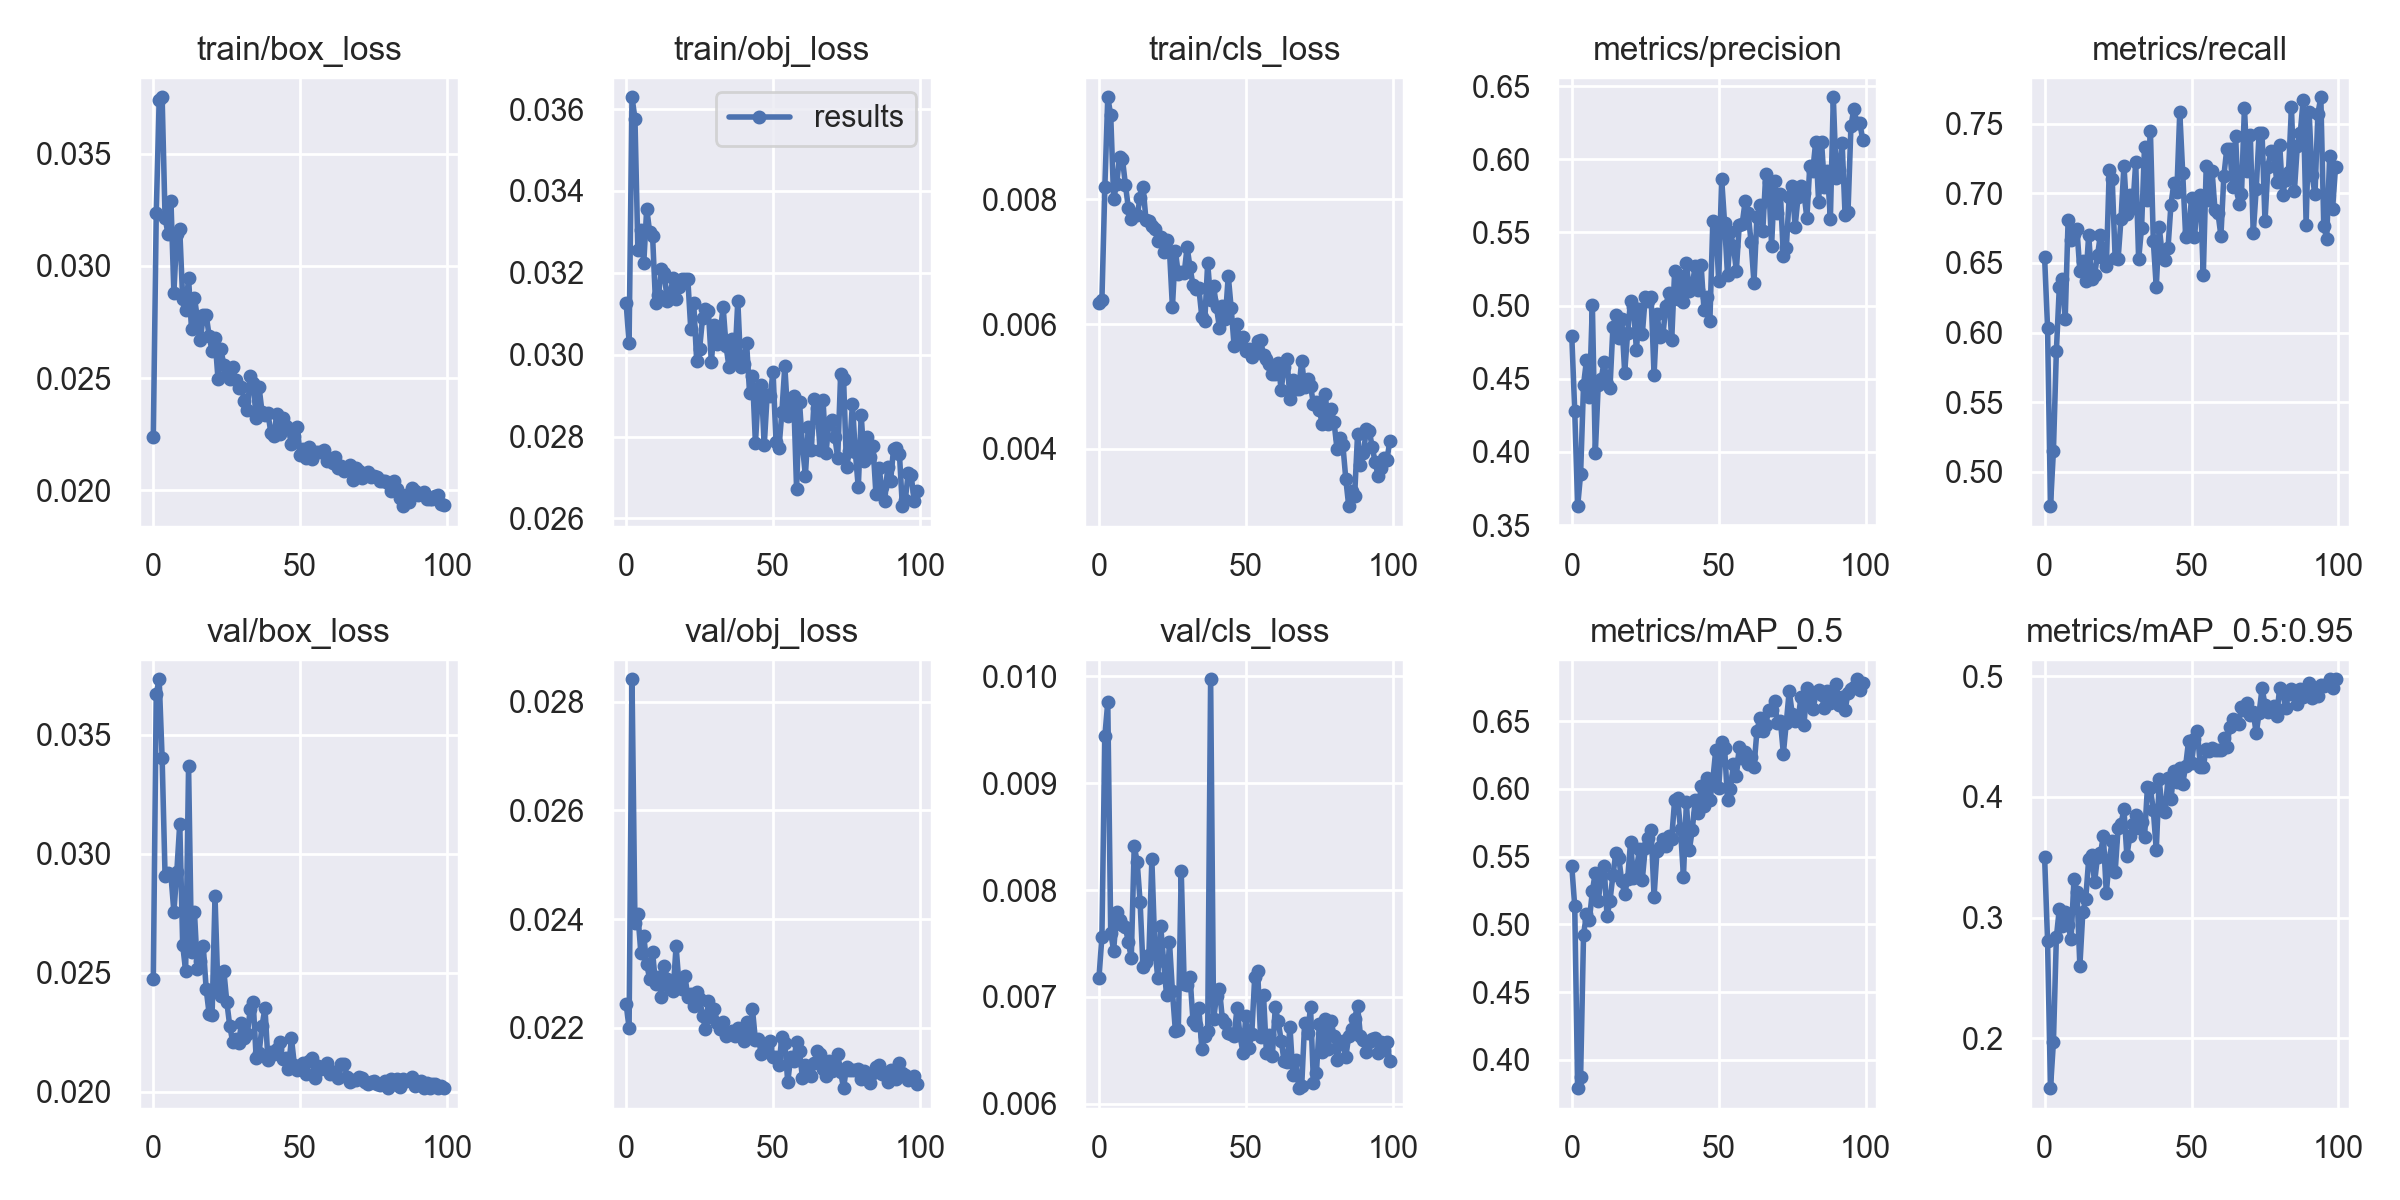 train/box_loss
0.035
0.030
0.025
0.020
0 50 100
train/obj_loss
results
0.036
0.034
0.032
0.030
0.028
0.026
0 50 100
train/cls_loss
0.008
0.006
0.004
0 50 100
metrics/precision
0.65
0.60
0.55
0.50
0.45
0.40
0.35
0 50 100
metrics/recall
0.75
0.70
0.65
0.60
0.55
0.50
0 50 100
val/box_loss
0.035
0.030
0.025
0.020
0 50 100
val/obj_loss
0.028
0.026
0.024
0.022
0 50 100
val/cls_loss
0.010
0.009
0.008
0.007
0.006
0 50 100
metrics/mAP_0.5
0.65
0.60
0.55
0.50
0.45
0.40
0 50 100
metrics/mAP_0.5:0.95
0.5
0.4
0.3
0.2
0 50 100